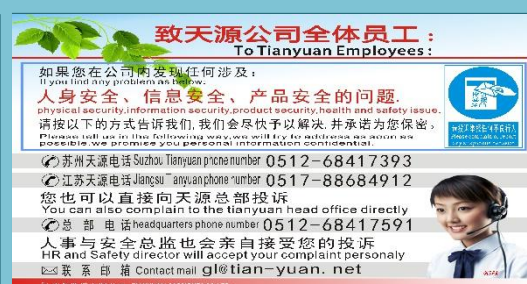 致天源公司全体员工：
To Tianyuan Employees :
如果您在公司内发现任何涉及：
If you find any problem as below.
人身安全、信息安全、产品安全的问题.
physical security,information security,product security,health and safety issue.
请按以下的方式告诉我们,我们会尽快予以解决,并承诺为您保密。
Please tell us in the following way,we will try to address as soon as
possible.we promise you personal information confidential.
苏州天源电话 Suzhou Tianyuan phone number 0512-68417393
江苏天源电话 Jiangsu Tianyuan phone number 0517-88684912
您也可以直接向天源总部投诉
You can also complain to the tianyuan head office directly
总部电话 headquarters phone number 0512-68417591
人事与安全总监也会亲自接受您的投诉
HR and Safety director will accept your complaint personaly
联系邮箱 Contact mail gl@tian-yuan.net